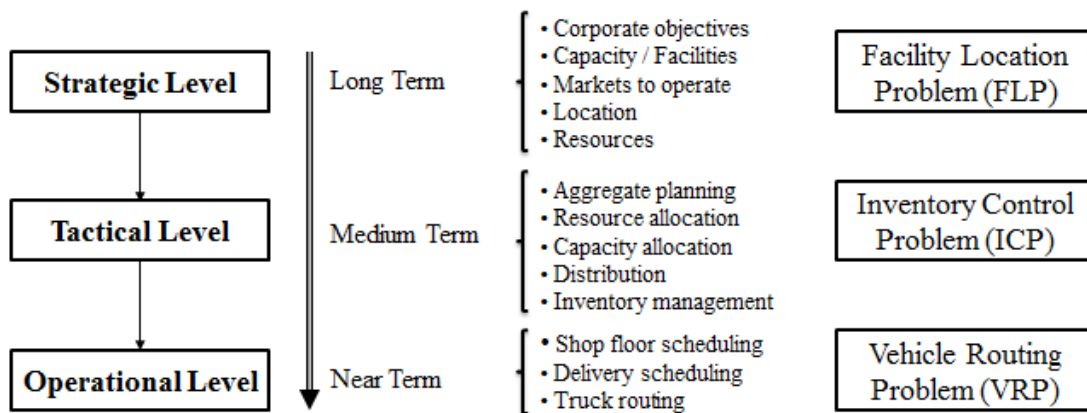 Strategic Level
Long Term
• Corporate objectives
• Capacity / Facilities
• Markets to operate
• Location
• Resources
Facility Location
Problem (FLP)
Tactical Level
Medium Term
• Aggregate planning
• Resource allocation
• Capacity allocation
• Distribution
• Inventory management
Inventory Control
Problem (ICP)
Operational Level
Near Term
• Shop floor scheduling
• Delivery scheduling
• Truck routing
Vehicle Routing
Problem (VRP)